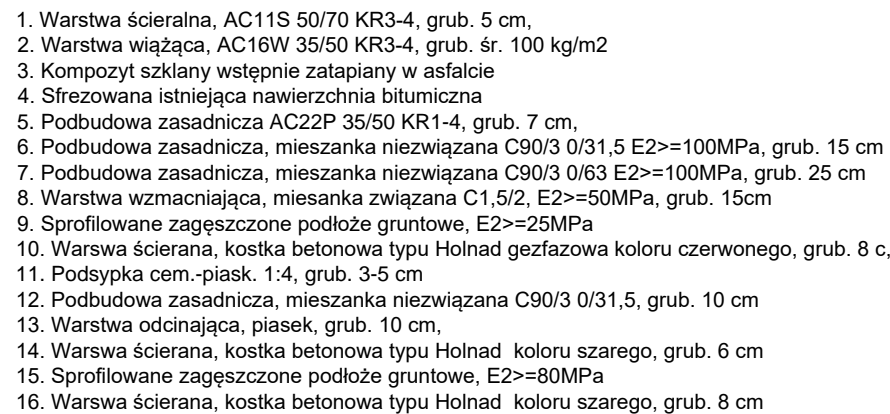 1. Warstwa ścieralna, AC11S 50/70 KR3-4, grub. 5 cm,
2. Warstwa wiążąca, AC16W 35/50 KR3-4, grub. śr. 100 kg/m2
3. Kompozyt szklany wstępnie zatapiany w asfalcie
4. Sfrezowana istniejąca nawierzchnia bitumiczna
5. Podbudowa zasadnicza AC22P 35/50 KR1-4, grub. 7 cm,
6. Podbudowa zasadnicza, mieszanka niezwiązana C90/3 0/31,5 E2>=100MPa, grub. 15 cm
7. Podbudowa zasadnicza, mieszanka niezwiązana C90/3 0/63 E2>=100MPa, grub. 25 cm
8. Warstwa wzmacniająca, miesanka związana C1,5/2, E2>=50MPa, grub. 15cm
9. Sprofilowane zagęszczone podłoże gruntowe, E2>=25MPa
10. Warswa ścierana, kostka betonowa typu Holnad gezfazowa koloru czerwonego, grub. 8 c,
11. Podsypka cem.-piask. 1:4, grub. 3-5 cm
12. Podbudowa zasadnicza, mieszanka niezwiązana C90/3 0/31,5, grub. 10 cm
13. Warstwa odcinająca, piasek, grub. 10 cm,
14. Warswa ścierana, kostka betonowa typu Holnad  koloru szarego, grub. 6 cm
15. Sprofilowane zagęszczone podłoże gruntowe, E2>=80MPa
16. Warswa ścierana, kostka betonowa typu Holnad  koloru szarego, grub. 8 cm